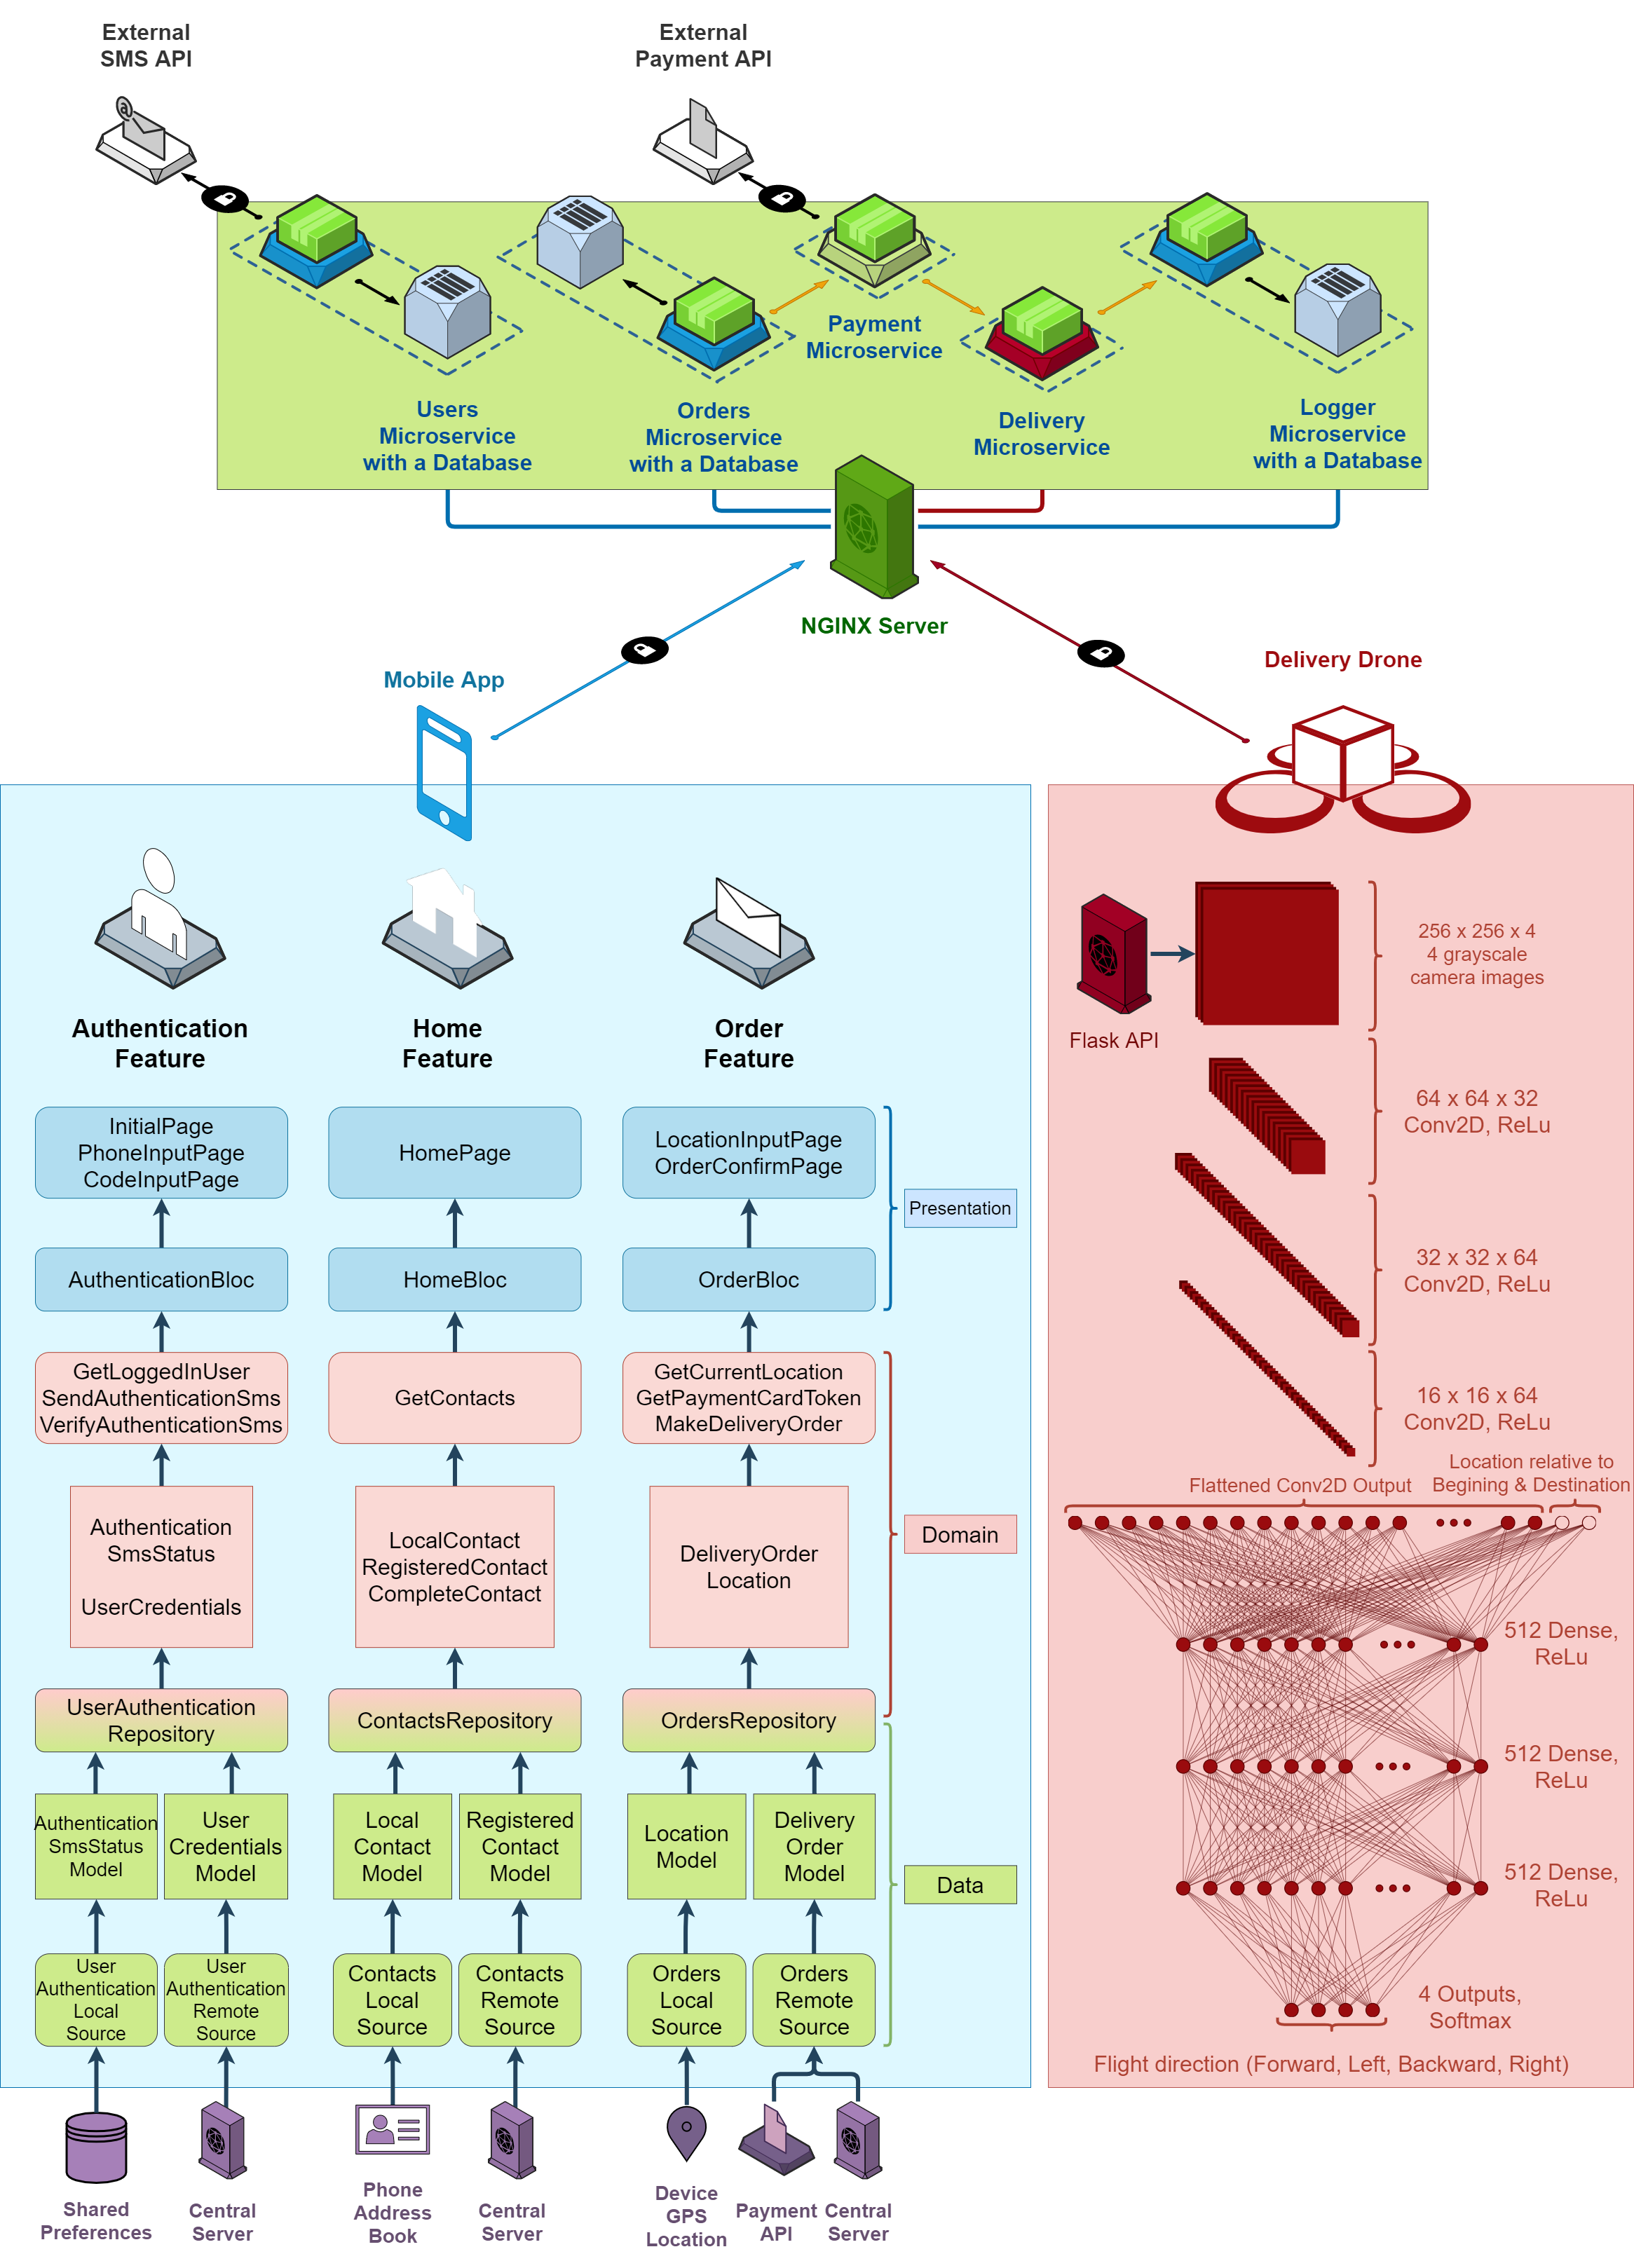 External
SMS API
External
Payment API
Payment
Microservice
Users
Microservice
with a Database
Orders
Microservice
with a Database
Delivery
Microservice
Logger
Microservice
with a Database
NGINX Server
Mobile App
Delivery Drone
Authentication
Feature
Home
Feature
Order
Feature
InitialPage
PhoneInputPage
CodeInputPage
HomePage
LocationInputPage
OrderConfirmPage
Presentation
AuthenticationBloc
HomeBloc
OrderBloc
GetLoggedInUser
SendAuthenticationSms
VerifyAuthenticationSms
GetContacts
GetCurrentLocation
GetPaymentCardToken
MakeDeliveryOrder
Authentication
SmsStatus
UserCredentials
LocalContact
RegisteredContact
CompleteContact
DeliveryOrder
Location
Domain
UserAuthentication
Repository
ContactsRepository
OrdersRepository
Authentication
SmsStatus
Model
User
Credentials
Model
Local
Contact
Model
Registered
Contact
Model
Location
Model
Delivery
Order
Model
Data
User
Authentication
Local
Source
User
Authentication
Remote
Source
Contacts
Local
Source
Contacts
Remote
Source
Orders
Local
Source
Orders
Remote
Source
Shared
Preferences
Central
Server
Phone
Address
Book
Central
Server
Device
GPS
Location
Payment
API
Central
Server
Flask API
256 x 256 x 4
4 grayscale
camera images
64 x 64 x 32
Conv2D, ReLu
32 x 32 x 64
Conv2D, ReLu
16 x 16 x 64
Conv2D, ReLu
Flattened Conv2D Output
Location relative to
Begining & Destination
512 Dense,
ReLu
512 Dense,
ReLu
512 Dense,
ReLu
4 Outputs,
Softmax
Flight direction (Forward, Left, Backward, Right)